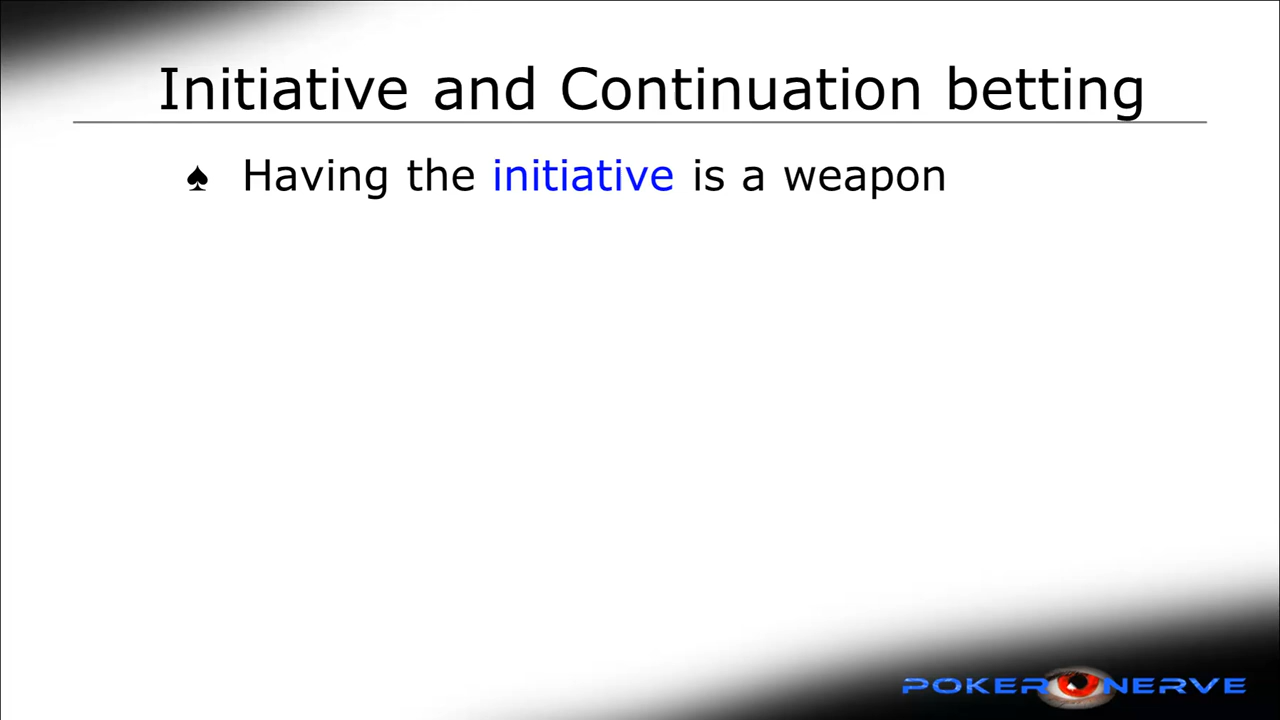 Initiative and Continuation betting
♠ Having the initiative is a weapon
POKER NERVE